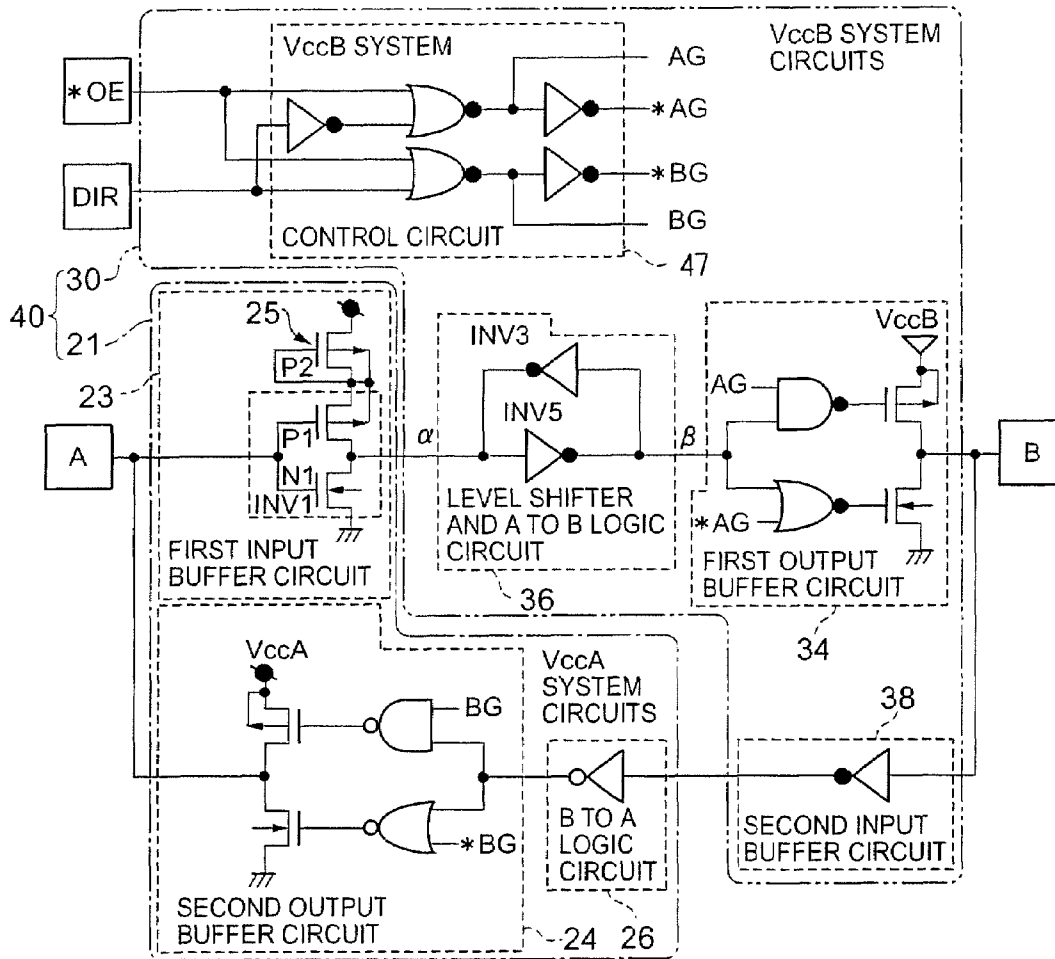 VccB SYSTEM
VccB SYSTEM
CIRCUITS
*OE
AG
*AG
*BG
DIR
BG
CONTROL CIRCUIT
30
47
40
21
25
P2
23
INV3
VccB
AG
A
P1
α
INV5
β
B
N1
INV1
LEVEL SHIFTER
AND A TO B LOGIC
CIRCUIT
*AG
FIRST INPUT
BUFFER CIRCUIT
FIRST OUTPUT
BUFFER CIRCUIT
36
34
VccA
VccA
SYSTEM
CIRCUITS
BG
38
*BG
B TO A
LOGIC
CIRCUIT
SECOND INPUT
BUFFER CIRCUIT
SECOND OUTPUT
BUFFER CIRCUIT
24
26